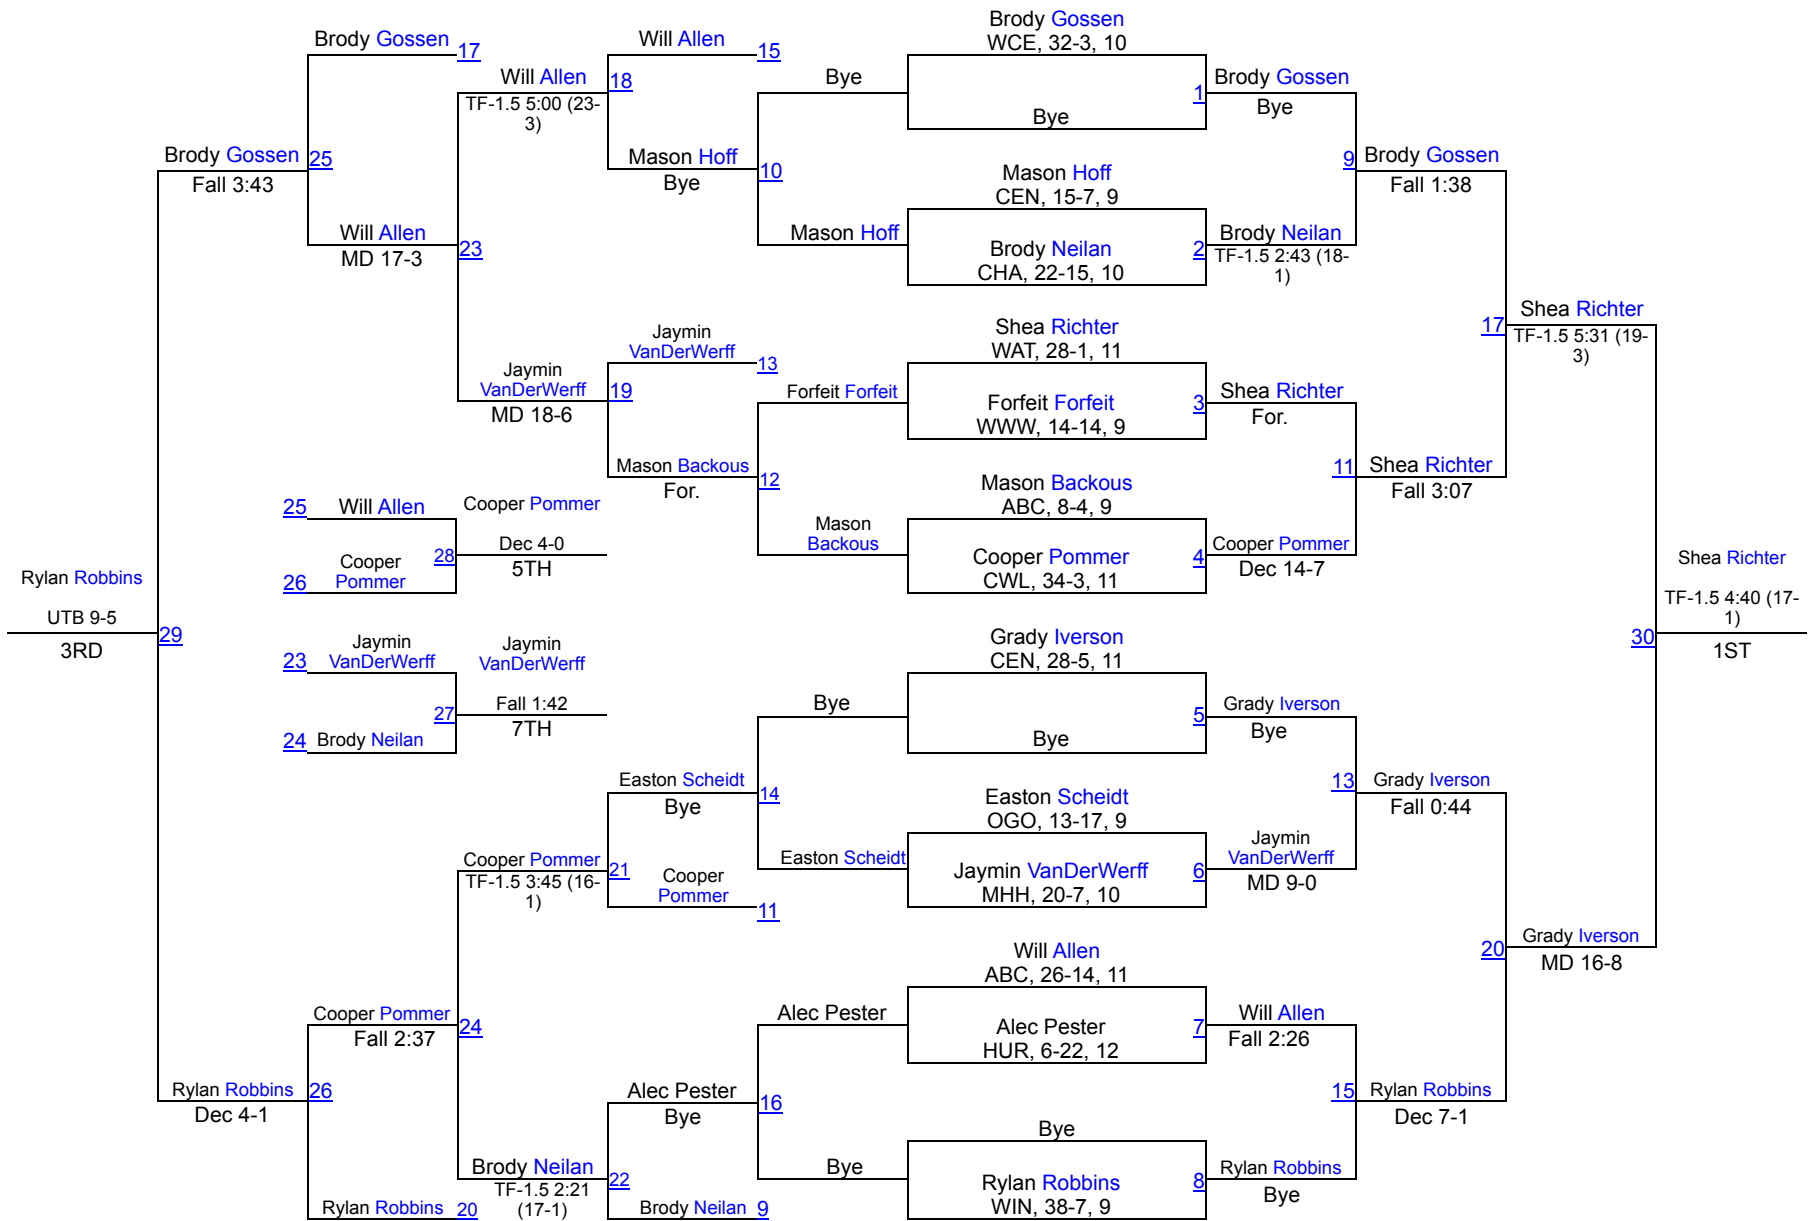 Brody Gossen
WCE, 32-3, 10
Brody Gossen
17
Will Allen
15
Will Allen
18
TF-1.5 5:00 (23-
3)
Bye
1
Brody Gossen
Bye
Bye
Brody Gossen
25
Fall 3:43
Mason Hoff
10
Bye
Mason Hoff
CEN, 15-7, 9
9
Brody Gossen
Fall 1:38
Will Allen
23
MD 17-3
Mason Hoff
Brody Neilan
CHA, 22-15, 10
2
Brody Neilan
TF-1.5 2:43 (18-
1)
Shea Richter
WAT, 28-1, 11
Jaymin
VanDerWerff
13
17
Shea Richter
TF-1.5 5:31 (19-
3)
Jaymin
VanDerWerff
19
MD 18-6
Forfeit Forfeit
Forfeit Forfeit
WWW, 14-14, 9
3
Shea Richter
For.
Mason Backous
12
For.
Mason Backous
ABC, 8-4, 9
11
Shea Richter
Fall 3:07
25
Will Allen
Cooper Pommer
Mason
Backous
Cooper Pommer
CWL, 34-3, 11
4
Cooper Pommer
Dec 14-7
26
Cooper
Pommer
28
Dec 4-0
5TH
Rylan Robbins
UTB 9-5
3RD
29
Shea Richter
TF-1.5 4:40 (17-
1)
30
1ST
23
Jaymin
VanDerWerff
Jaymin
VanDerWerff
Grady Iverson
CEN, 28-5, 11
24
Brody Neilan
27
Fall 1:42
7TH
Bye
Bye
5
Grady Iverson
Bye
Easton Scheidt
14
Bye
Easton Scheidt
OGO, 13-17, 9
13
Grady Iverson
Fall 0:44
Cooper Pommer
21
TF-1.5 3:45 (16-
1)
Cooper
Pommer
11
Easton Scheidt
Jaymin VanDerWerff
MHH, 20-7, 10
6
Jaymin
VanDerWerff
MD 9-0
Will Allen
ABC, 26-14, 11
20
Grady Iverson
MD 16-8
Cooper Pommer
24
Fall 2:37
Alec Pester
Alec Pester
HUR, 6-22, 12
7
Will Allen
Fall 2:26
Rylan Robbins
26
Dec 4-1
Alec Pester
16
Bye
Bye
15
Rylan Robbins
Dec 7-1
Brody Neilan
22
TF-1.5 2:21
(17-1)
Bye
Rylan Robbins
WIN, 38-7, 9
8
Rylan Robbins
Bye
Rylan Robbins
20
Brody Neilan
9